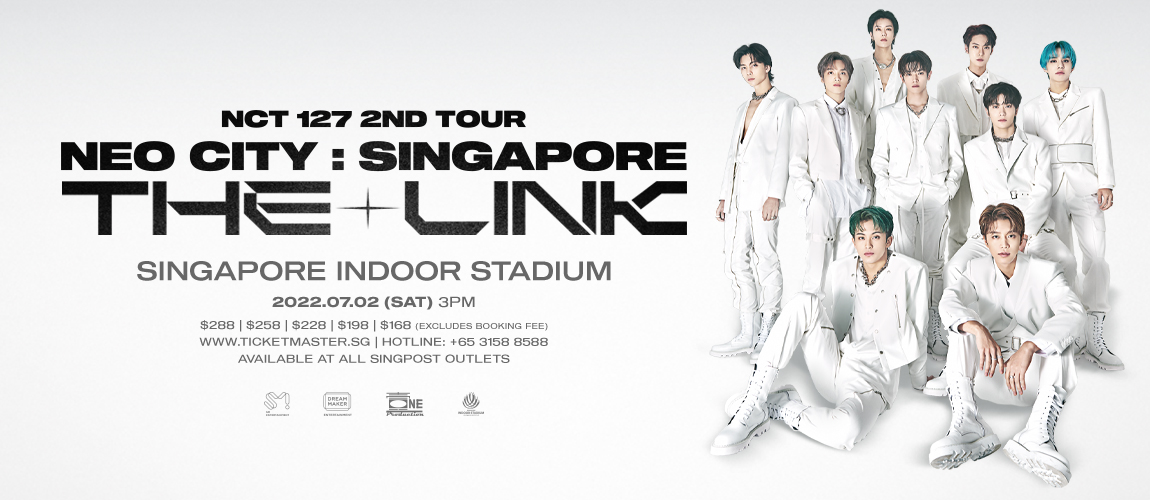 NCT 127 2ND TOUR
NEO CITY : SINGAPORE
THE LINK
SINGAPORE INDOOR STADIUM
2022.07.02 (SAT) 3PM
$288 | $258 | $228 | $198 | $168 (EXCLUDES BOOKING FEE)
WWW.TICKETMASTER.SG | HOTLINE: +65 3158 8588
AVAILABLE AT ALL SINGPOST OUTLETS
SM
DREAM MAKER
ENTERTAINMENT
ONE
Production